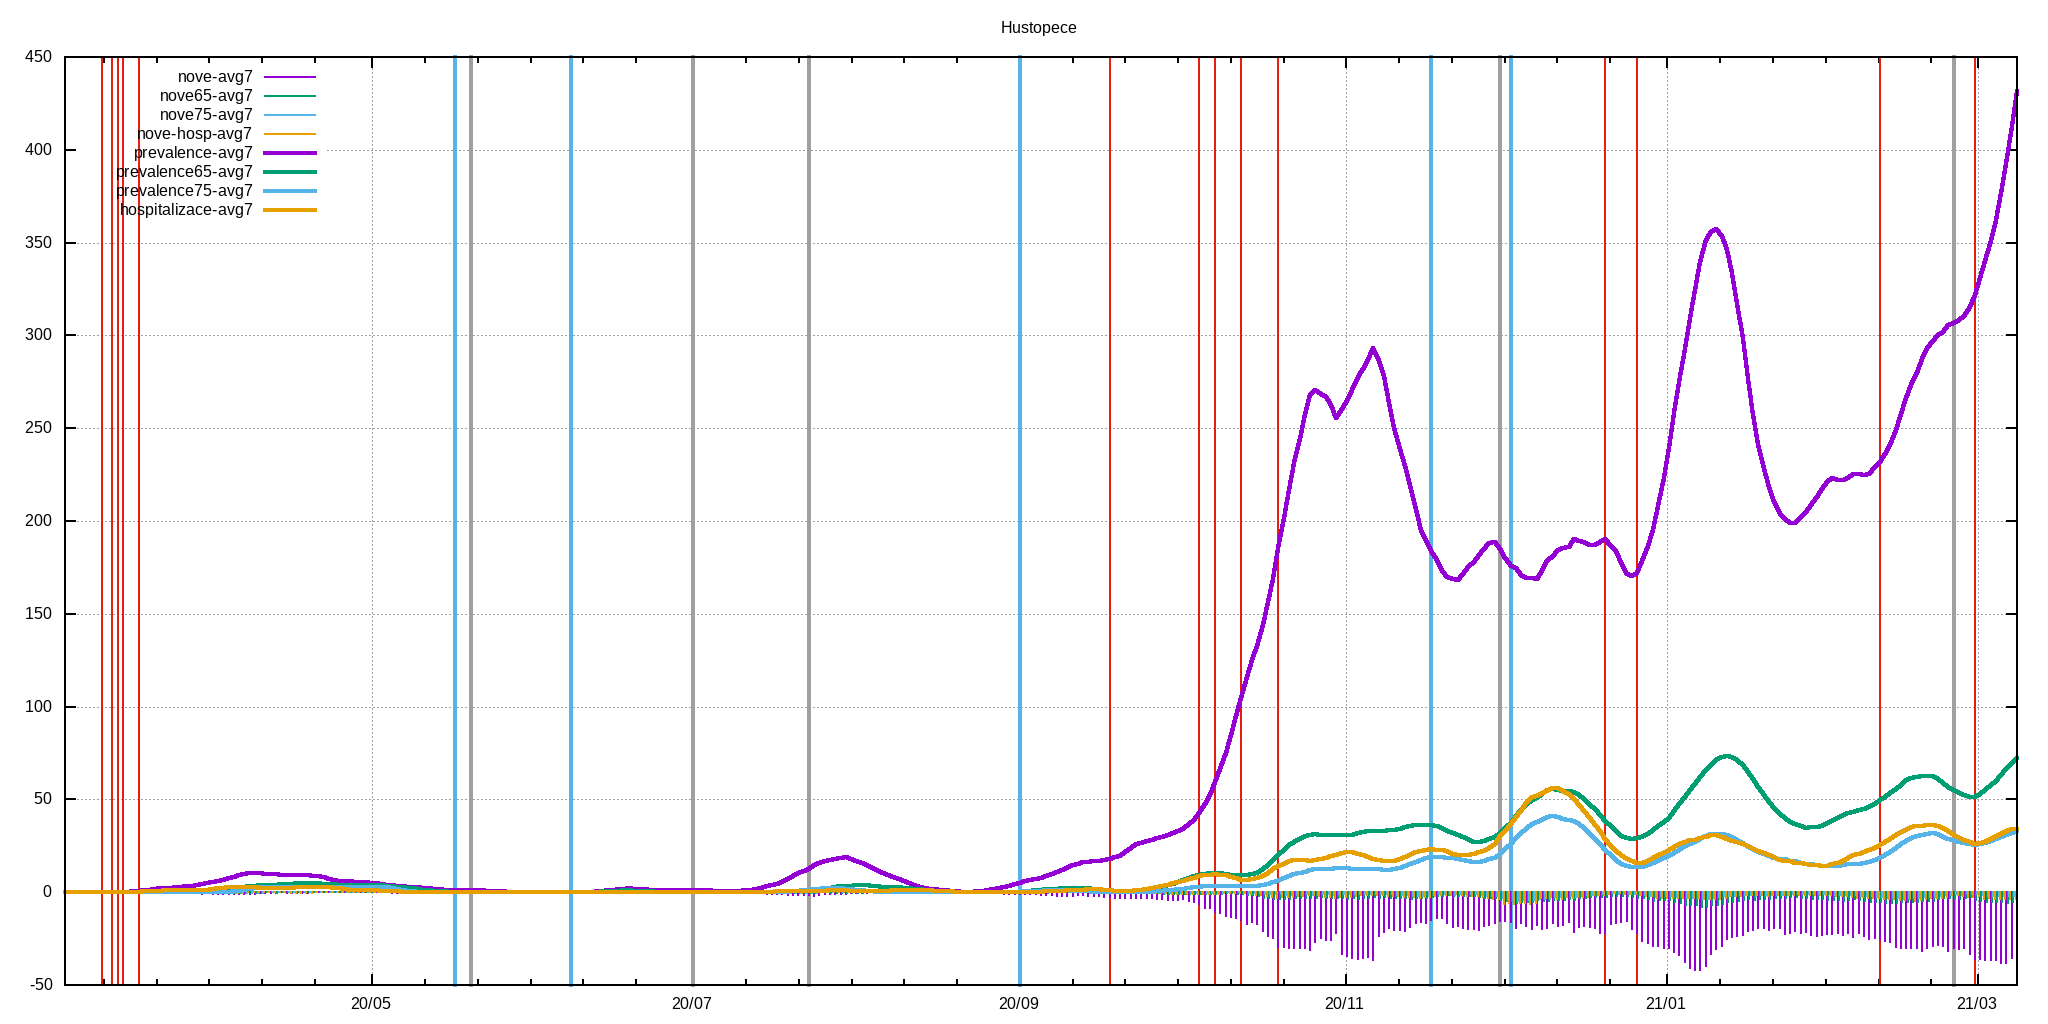 Hustopece
450
400
350
300
250
200
150
100
50
0
-50
nove-avg7
nove65-avg7
nove75-avg7
nove-hosp-avg7
prevalence-avg7
prevalence65-avg7
prevalence75-avg7
hospitalizace-avg7
20/05 20/07 20/09 20/11 21/01 21/03